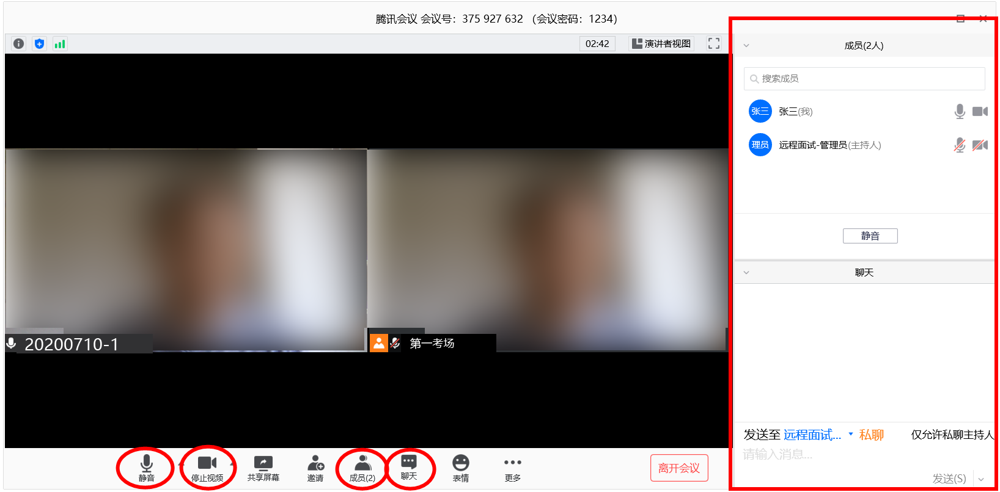 腾讯会议 会议号：375 927 632 （会议密码：1234）
02:42
演讲者视图
20200710-1
第一考场
静音
停止视频
共享屏幕
邀请
成员(2)
聊天
表情
更多
离开会议
成员(2人)
搜索成员
张三
张三(我)
理员
远程面试-管理员(主持人)
静音
聊天
发送至 远程面试... 私聊 仅允许私聊主持人
请输入消息...
发送(S)